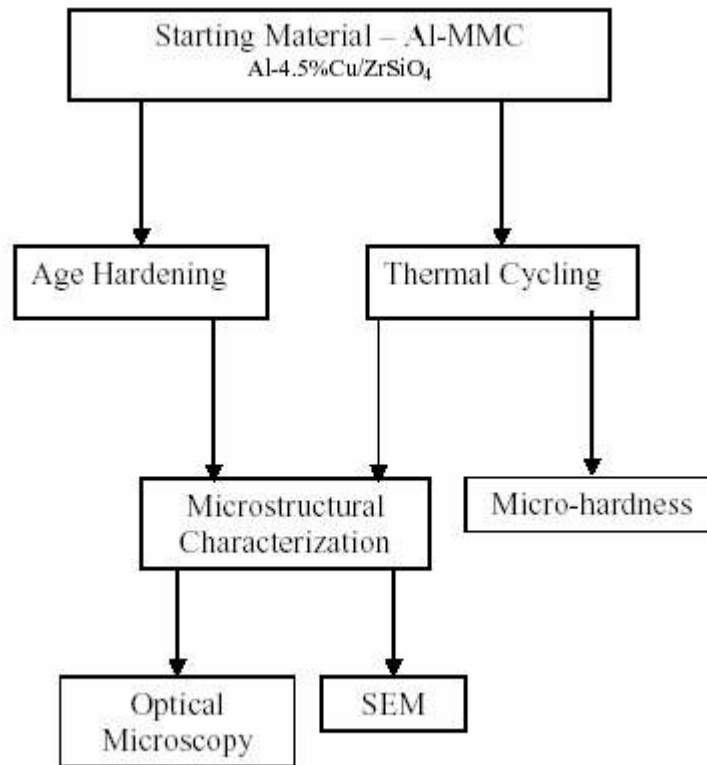 Starting Material – Al-MMC
Al-4.5%Cu/ZrSiO₄
Age Hardening
Thermal Cycling
Microstructural
Characterization
Micro-hardness
Optical
Microscopy
SEM